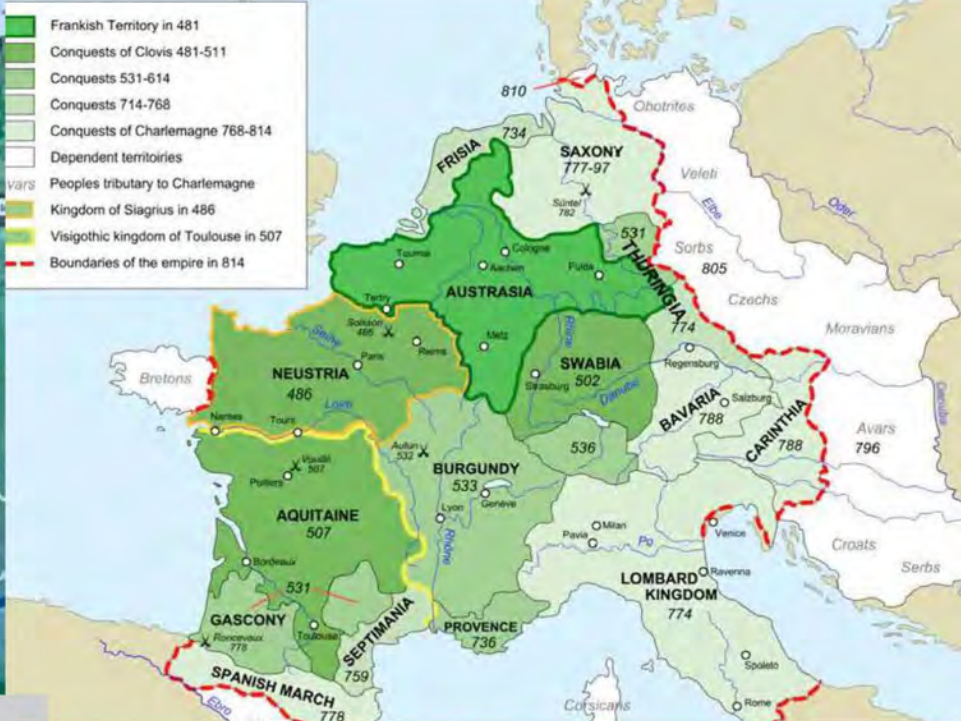 Frankish Territory in 481
Conquests of Clovis 481-511
Conquests 531-614
Conquests 714-768
Conquests of Charlemagne 768-814
Dependent territoiries
vars Peoples tributary to Charlemagne
Kingdom of Siagrius in 486
Visigothic kingdom of Toulouse in 507
Boundaries of the empire in 814
810
Obotrites
FRISIA
734
SAXONY
777-97
Süntel
782
Veleti
Elbe
Oder
531
THURINGIA
Sorbs
805
Czechs
Moravians
Tournai
Cologne
Aachen
Fulda
AUSTRASIA
Tertry
Metz
Soisson
486
Reims
Seine
Paris
NEUSTRIA
486
Bretons
Nantes
Tours
Loire
Rhine
SWABIA
502
Strasburg
Danube
774
Regensburg
BAVARIA
788
Salzburg
CARINTHIA
788
Avars
796
Danube
Vouillé
507
Poitiers
AQUITAINE
507
Bordeaux
Autun
532
BURGUNDY
533
Genève
Lyon
Rhône
536
Milan
Pavia
Po
Venice
Croats
Serbs
Ravenna
LOMBARD
KINGDOM
774
Spoleto
Rome
531
GASCONY
Roncevaux
778
Toulouse
SEPTIMANIA
759
PROVENCE
736
SPANISH MARCH
778
Ebro
Corsicans